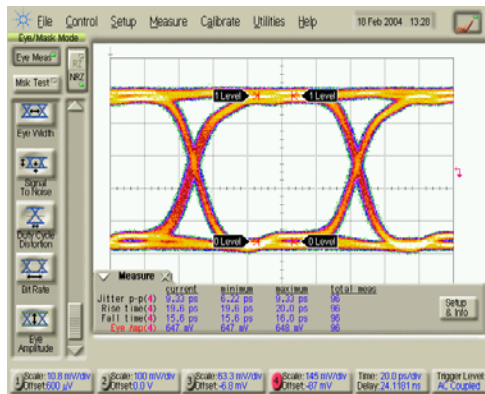 File Control Setup Measure Calibrate Utilities Help 18 Feb 2004 13:28
Eye/Mask Mode
Eye Meas
RZ
NRZ
Msk Test
Eye Width
Signal
To Noise
Duty Cycle
Distortion
Bit Rate
Eye
Amplitude
1 Level 1 Level
0 Level 0 Level
Measure
current minimum maximum total meas
Jitter p-p(4) 9.33 ps 6.22 ps 9.33 ps 96
Rise time(4) 19.6 ps 19.6 ps 20.0 ps 96
Fall time(4) 15.6 ps 15.6 ps 16.0 ps 96
Eye Amp(4) 647 mV 647 mV 648 mV 96
Setup
& Info
1 Scale: 10.8 mV/div 2 Scale: 100 mV/div 3 Scale: 63.3 mV/div 4 Scale: 145 mV/div Time: 20.0 ps/div Trigger Level
Offset: 600 µV Offset: 0.0 V Offset: -6.8 mV Offset: -87 mV Delay: 24.1181 ns AC Coupled